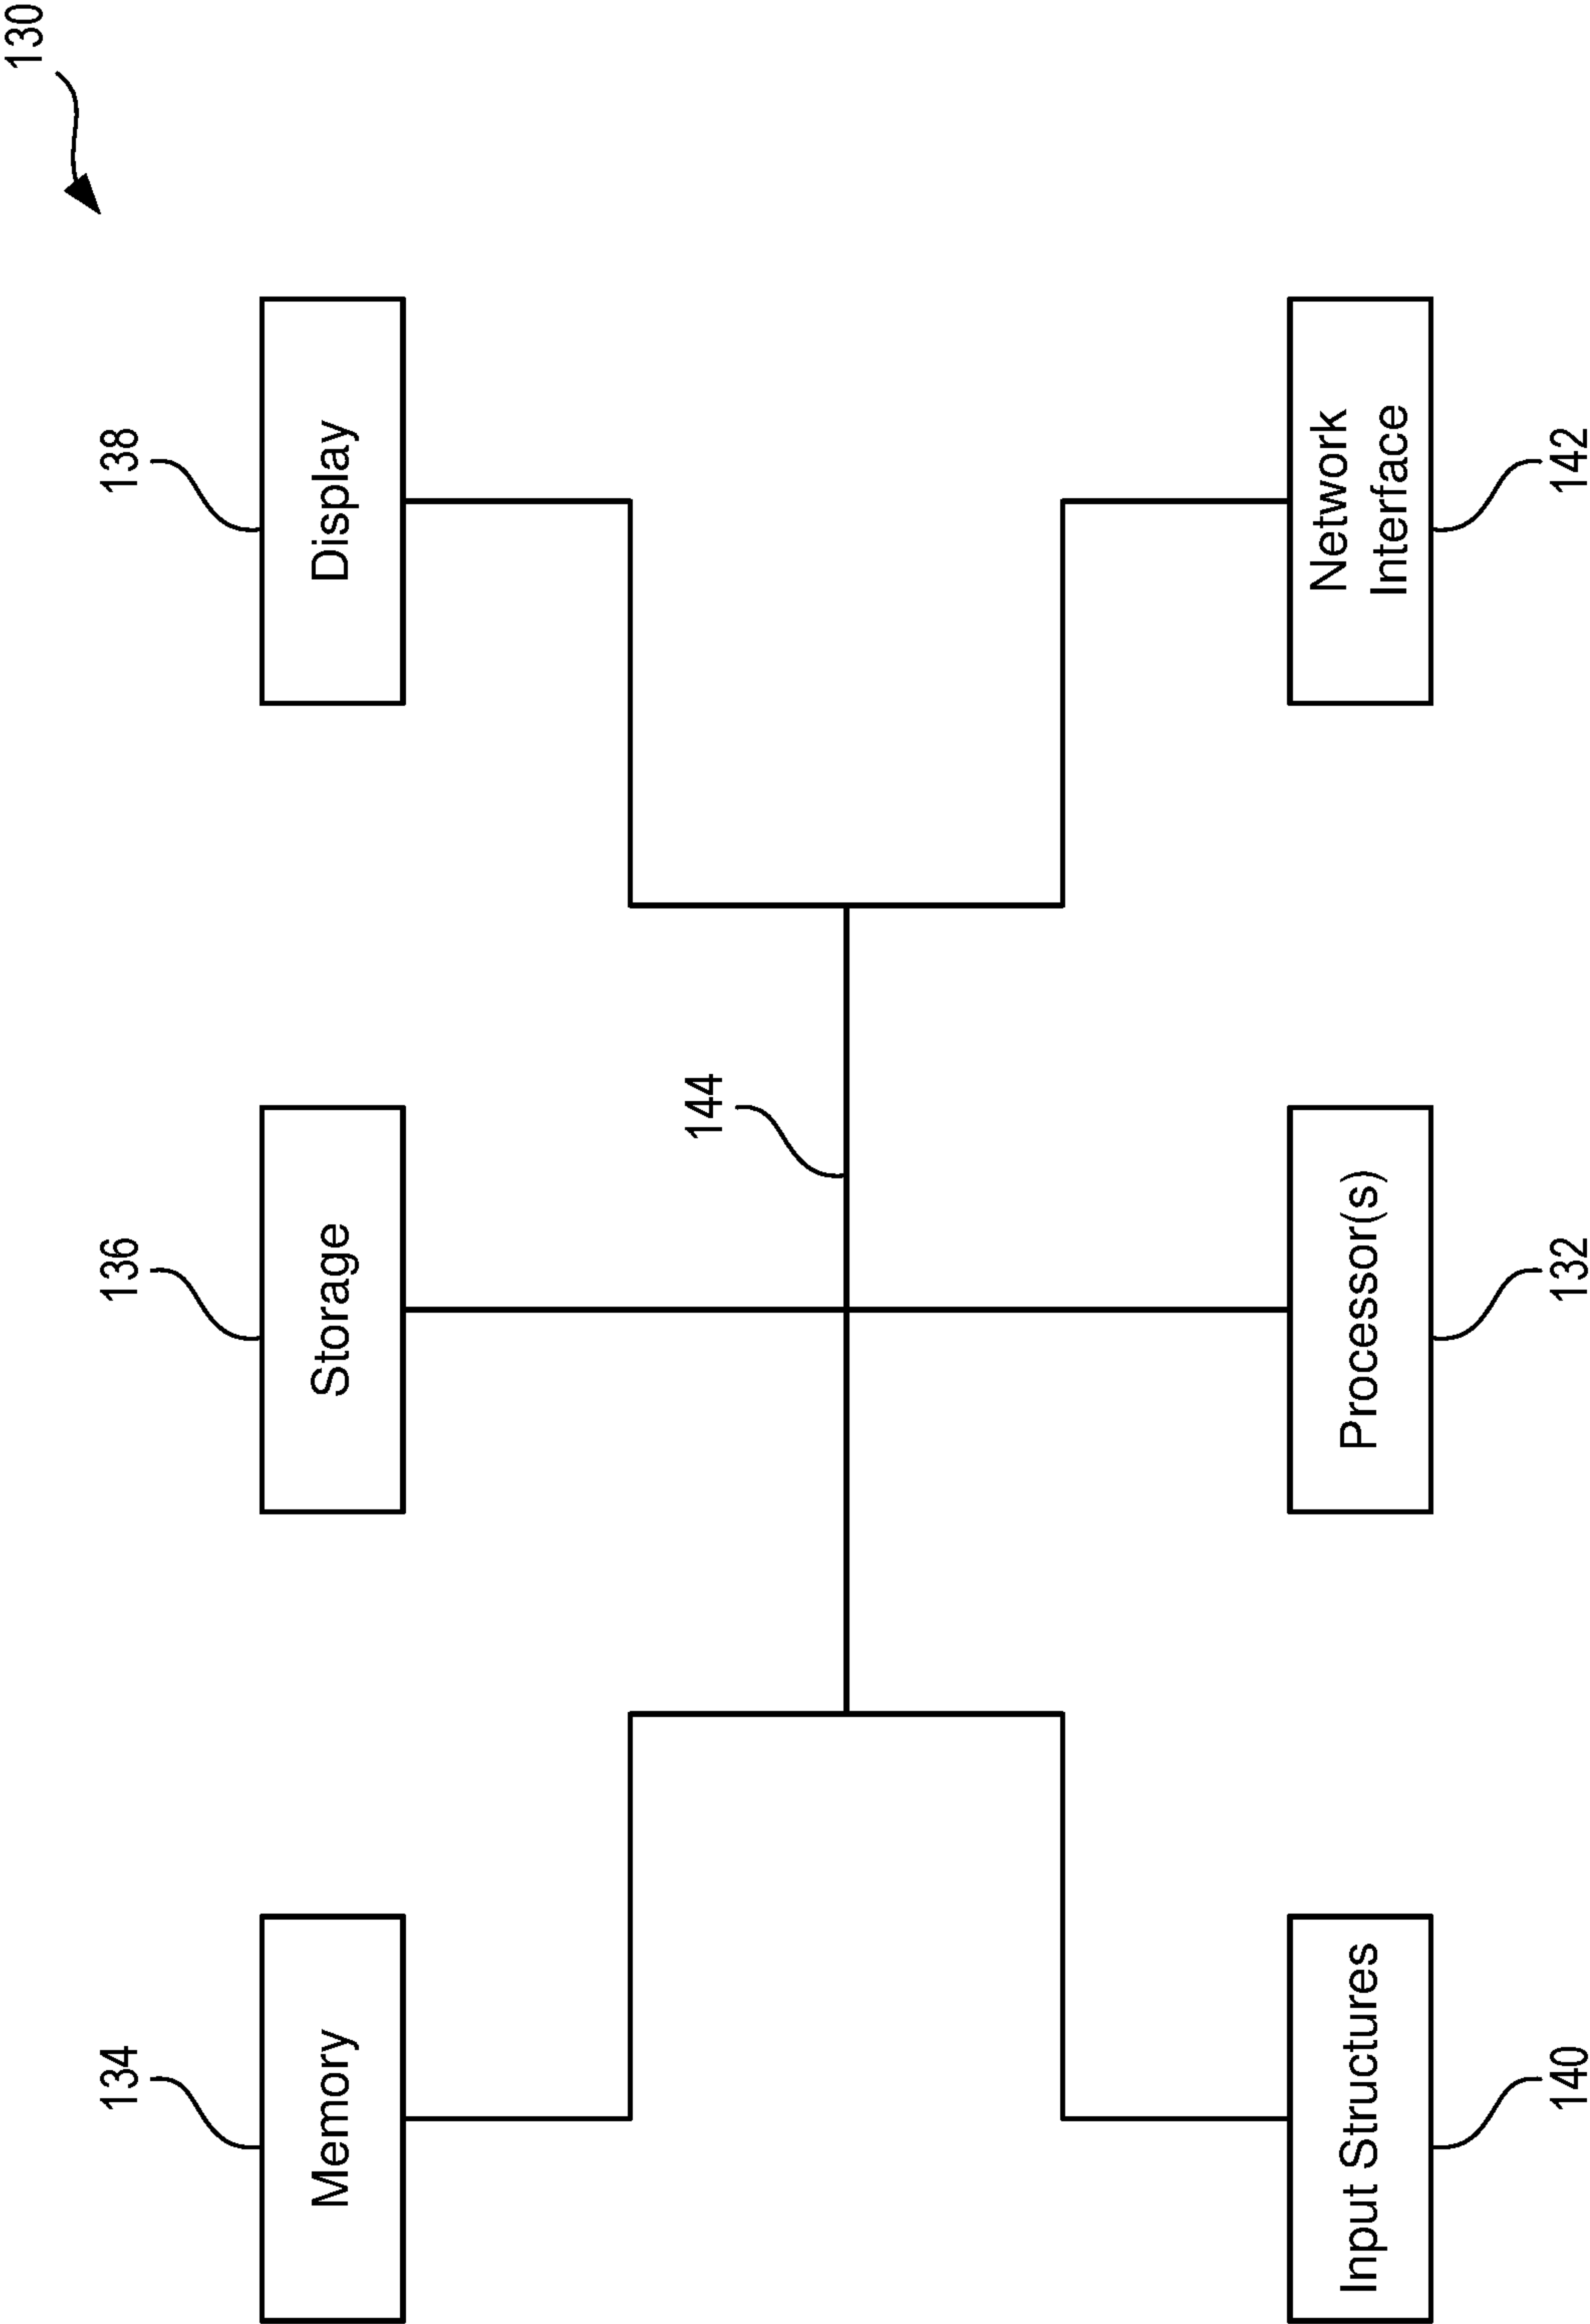 130
134
136
138
Memory
Storage
Display
144
Input Structures
Processor(s)
Network
Interface
140
132
142